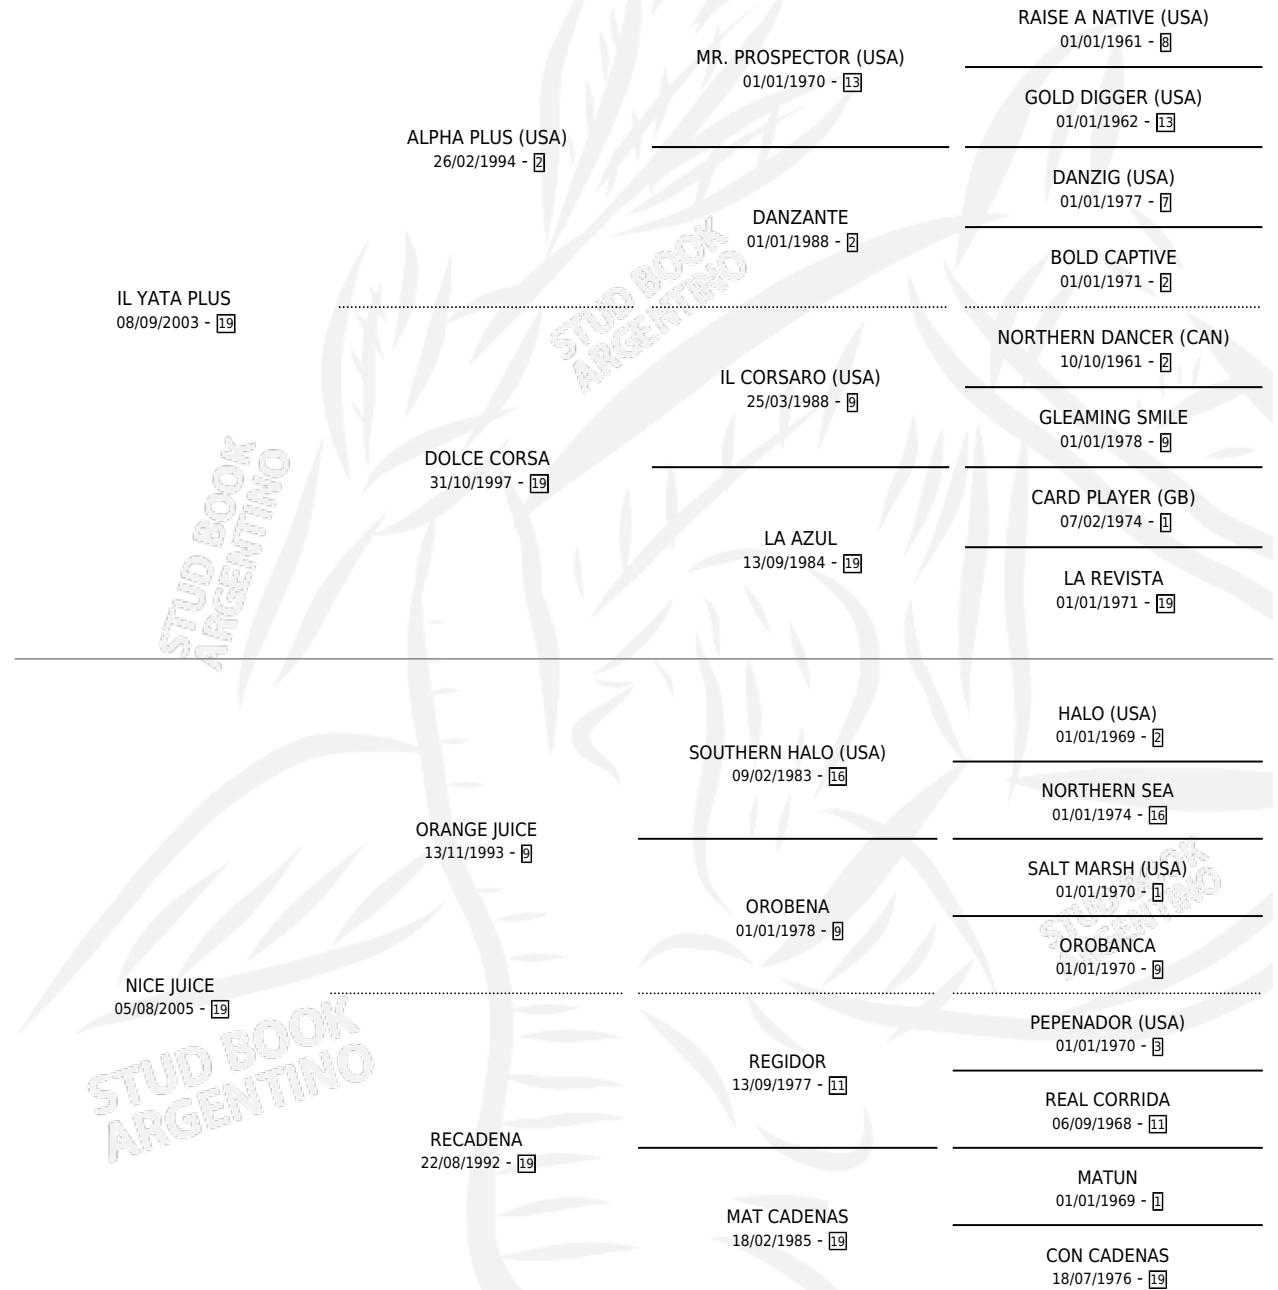 RAISE A NATIVE (USA)
01/01/1961 - 8
MR. PROSPECTOR (USA)
01/01/1970 - 13
GOLD DIGGER (USA)
01/01/1962 - 13
ALPHA PLUS (USA)
26/02/1994 - 2
DANZIG (USA)
01/01/1977 - 7
DANZANTE
01/01/1988 - 2
BOLD CAPTIVE
01/01/1971 - 2
IL YATA PLUS
08/09/2003 - 19
STUD BOOK
ARGENTINO
NORTHERN DANCER (CAN)
10/10/1961 - 2
IL CORSARO (USA)
25/03/1988 - 9
GLEAMING SMILE
01/01/1978 - 9
DOLCE CORSA
31/10/1997 - 19
CARD PLAYER (GB)
07/02/1974 - 1
LA AZUL
13/09/1984 - 19
LA REVISTA
01/01/1971 - 19
STUD BOOK
ARGENTINO
HALO (USA)
01/01/1969 - 2
SOUTHERN HALO (USA)
09/02/1983 - 16
NORTHERN SEA
01/01/1974 - 16
ORANGE JUICE
13/11/1993 - 9
SALT MARSH (USA)
01/01/1970 - 1
OROBENA
01/01/1978 - 9
OROBANCA
01/01/1970 - 9
STUD BOOK
ARGENTINO
NICE JUICE
05/08/2005 - 19
STUD BOOK
ARGENTINO
PEPENADOR (USA)
01/01/1970 - 3
REGIDOR
13/09/1977 - 11
REAL CORRIDA
06/09/1968 - 11
RECADENA
22/08/1992 - 19
MATUN
01/01/1969 - 1
MAT CADENAS
18/02/1985 - 19
CON CADENAS
18/07/1976 - 19